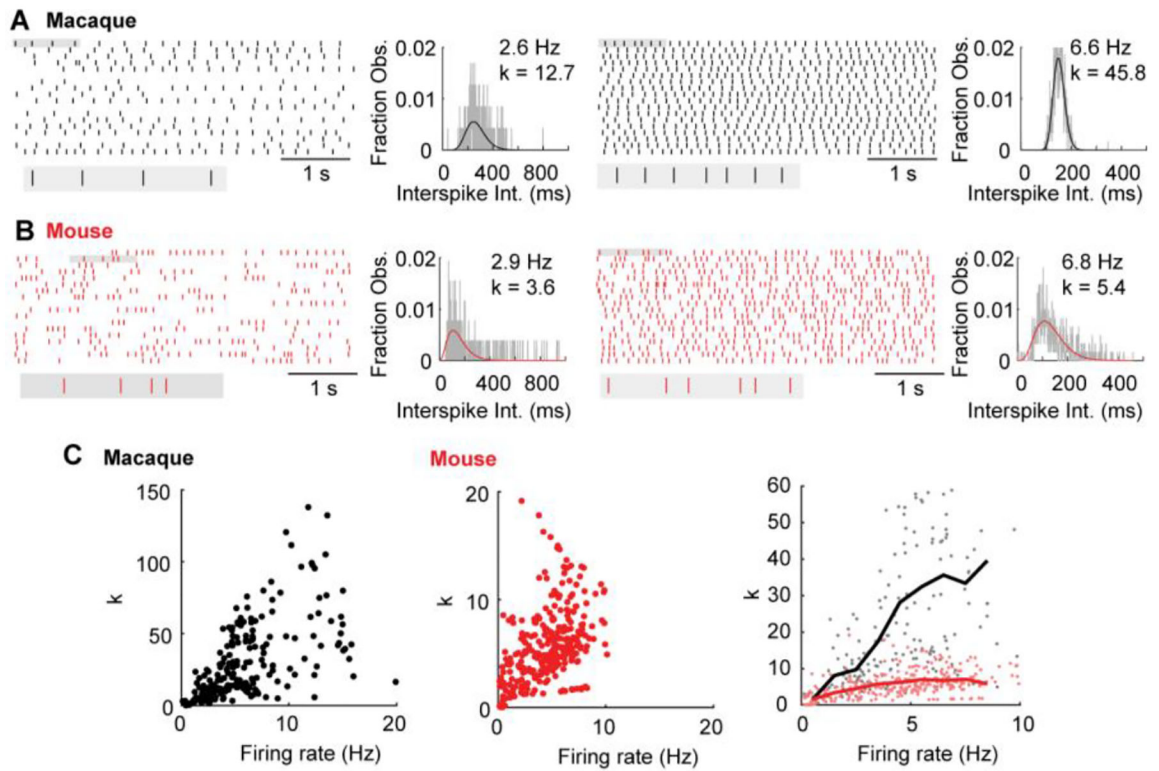 A Macaque
Fraction Obs.
0.02
0.01
0
2.6 Hz
k = 12.7
0 400 800
Interspike Int. (ms)
1 s
Fraction Obs.
0.02
0.01
0
6.6 Hz
k = 45.8
0 200 400
Interspike Int. (ms)
1 s
B Mouse
Fraction Obs.
0.02
0.01
0
2.9 Hz
k = 3.6
0 400 800
Interspike Int. (ms)
1 s
Fraction Obs.
0.02
0.01
0
6.8 Hz
k = 5.4
0 200 400
Interspike Int. (ms)
1 s
C Macaque
150
100
50
0
k
0 10 20
Firing rate (Hz)
Mouse
20
10
0
0 10 20
Firing rate (Hz)
60
50
40
30
20
10
0
k
0 5 10
Firing rate (Hz)